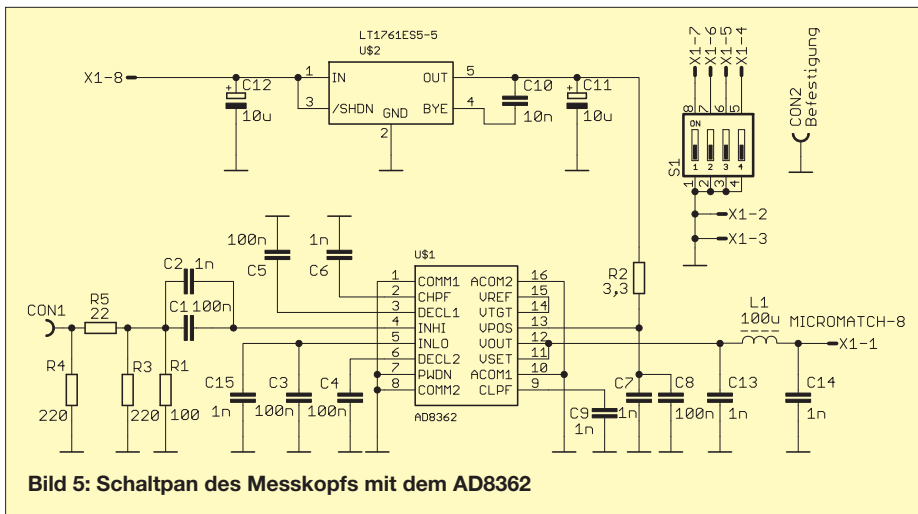 LT1761ES5-5
U$2
X1-8
C12
10u
1
IN
3
/SHDN
GND
2
OUT
5
BYE
4
C10
10n
C11
10u
X1-7
X1-6
X1-5
X1-4
8
7
6
5
ON
1
2
3
4
S1
1
2
3
4
X1-2
X1-3
CON2
Befestigung
100n
C5
1n
C6
U$1
C2
1n
C1
100n
CON1
R5
22
R4
220
R3
220
R1
100
C15
1n
C3
100n
C4
100n
1
COMM1
2
CHPF
3
DECL1
4
INHI
5
INLO
6
DECL2
7
PWDN
8
COMM2
ACOM2
16
VREF
15
VTGT
14
VPOS
13
VOUT
12
VSET
11
ACOM1
10
CLPF
9
AD8362
R2
3,3
C9
1n
C7
1n
C8
100n
L1
100u
MICROMATCH-8
X1-1
C13
1n
C14
1n
Bild 5: Schaltpan des Messkopfs mit dem AD8362